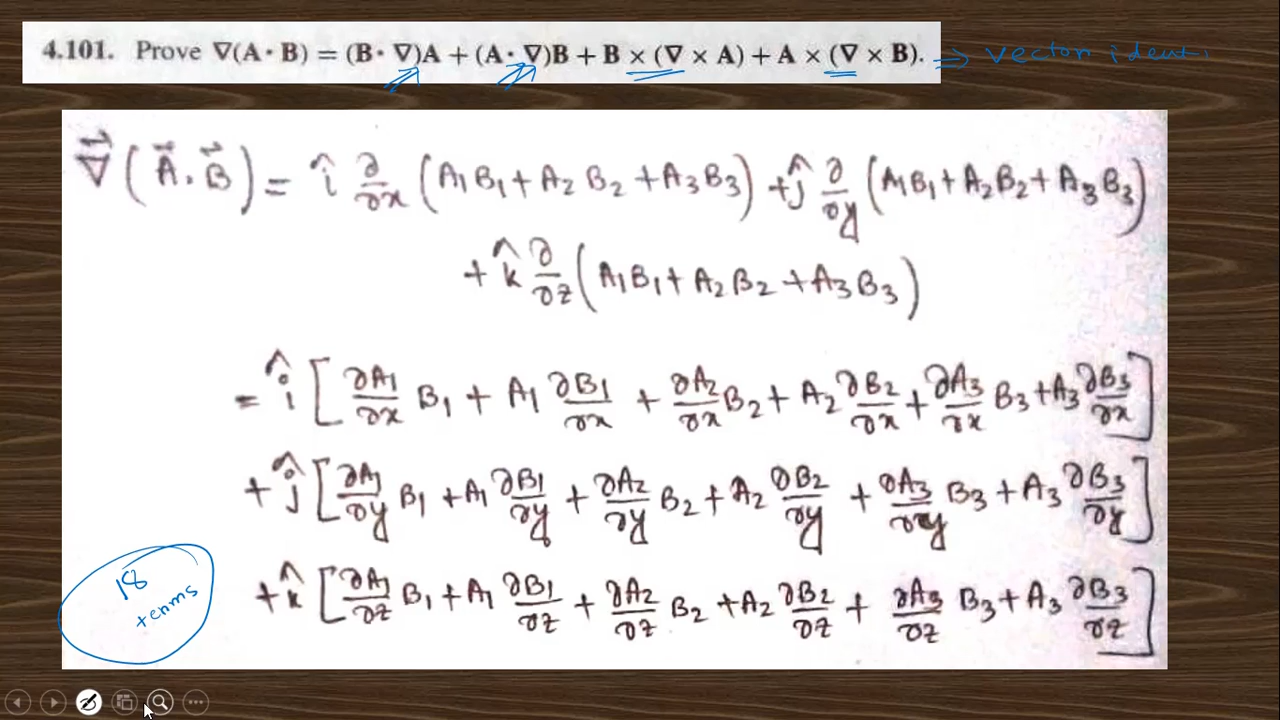 4.101. Prove ∇(A · B) = (B · ∇)A + (A · ∇)B + B × (∇ × A) + A × (∇ × B). ⇒ vector identi
∇⃗ ( A⃗ . B⃗ ) = î ∂/∂x (A₁B₁ + A₂B₂ + A₃B₃) + ĵ ∂/∂y (A₁B₁ + A₂B₂ + A₃B₃)
+ k̂ ∂/∂z (A₁B₁ + A₂B₂ + A₃B₃)
= î [ ∂A₁/∂x B₁ + A₁ ∂B₁/∂x + ∂A₂/∂x B₂ + A₂ ∂B₂/∂x + ∂A₃/∂x B₃ + A₃ ∂B₃/∂x ]
+ ĵ [ ∂A₁/∂y B₁ + A₁ ∂B₁/∂y + ∂A₂/∂y B₂ + A₂ ∂B₂/∂y + ∂A₃/∂y B₃ + A₃ ∂B₃/∂y ]
+ k̂ [ ∂A₁/∂z B₁ + A₁ ∂B₁/∂z + ∂A₂/∂z B₂ + A₂ ∂B₂/∂z + ∂A₃/∂z B₃ + A₃ ∂B₃/∂z ]
18
terms